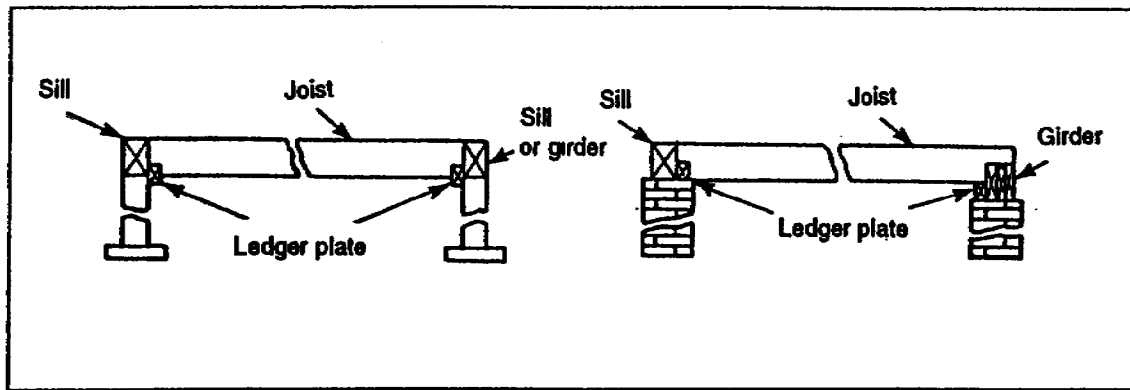 Sill
Joist
Sill
or girder
Ledger plate
Sill
Joist
Girder
Ledger plate